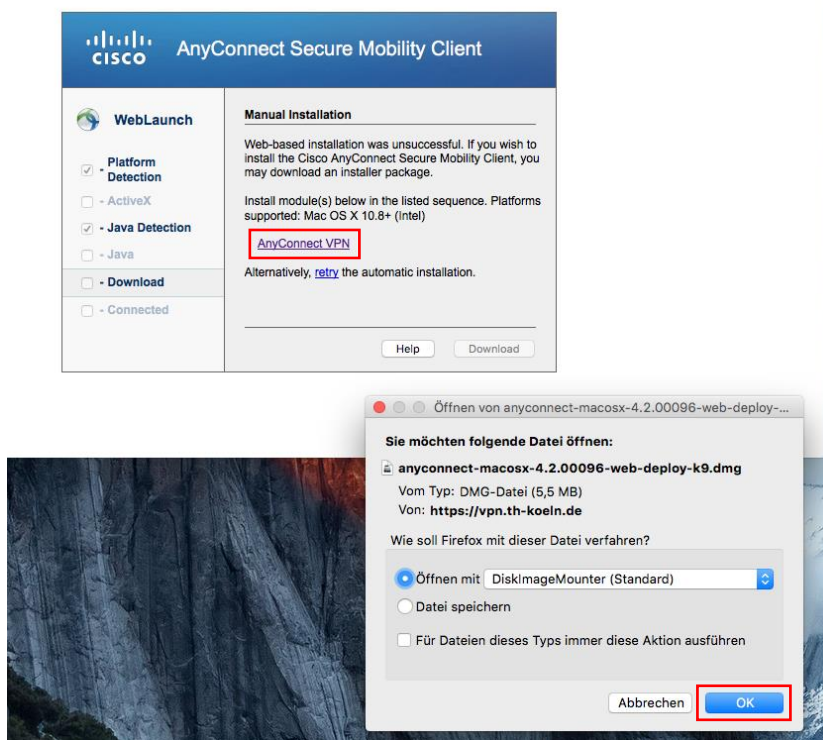 CISCO AnyConnect Secure Mobility Client
WebLaunch
- Platform
Detection
- ActiveX
- Java Detection
- Java
- Download
- Connected
Manual Installation
Web-based installation was unsuccessful. If you wish to
install the Cisco AnyConnect Secure Mobility Client, you
may download an installer package.
Install module(s) below in the listed sequence. Platforms
supported: Mac OS X 10.8+ (Intel)
AnyConnect VPN
Alternatively, retry the automatic installation.
Help Download
Öffnen von anyconnect-macosx-4.2.00096-web-deploy-...
Sie möchten folgende Datei öffnen:
anyconnect-macosx-4.2.00096-web-deploy-k9.dmg
Vom Typ: DMG-Datei (5,5 MB)
Von: https://vpn.th-koeln.de
Wie soll Firefox mit dieser Datei verfahren?
Öffnen mit DiskImageMounter (Standard)
Datei speichern
Für Dateien dieses Typs immer diese Aktion ausführen
Abbrechen OK